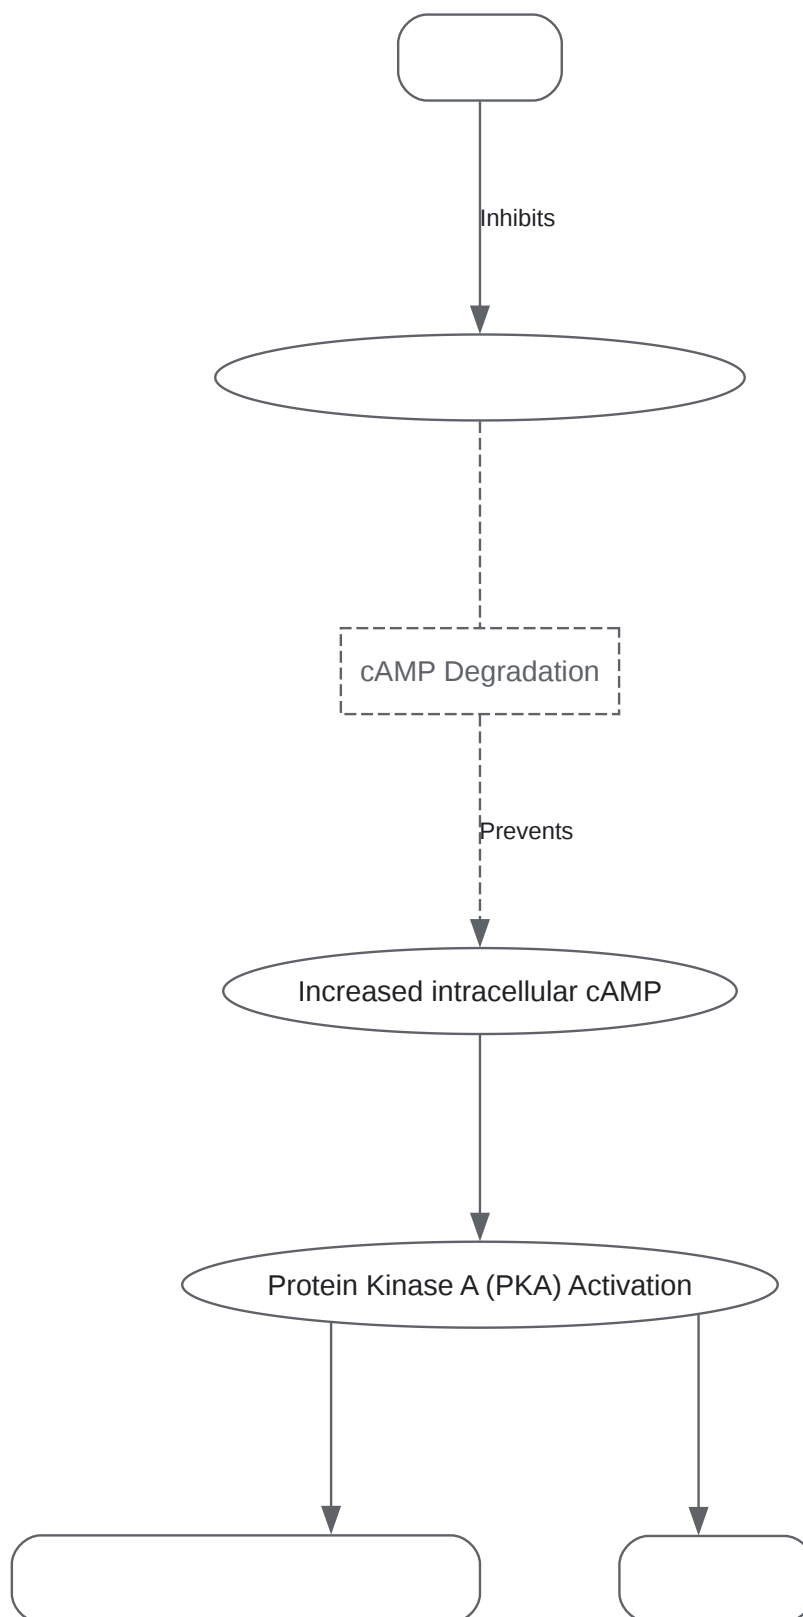 Inhibits
cAMP Degradation
Prevents
Increased intracellular cAMP
Protein Kinase A (PKA) Activation